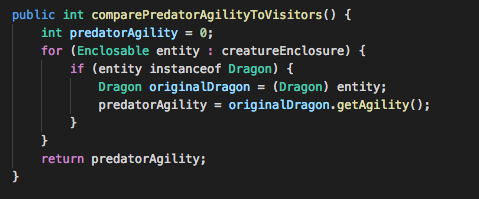 public int comparePredatorAgilityToVisitors() {
    int predatorAgility = 0;
    for (Enclosable entity : creatureEnclosure) {
        if (entity instanceof Dragon) {
            Dragon originalDragon = (Dragon) entity;
            predatorAgility = originalDragon.getAgility();
        }
    }
    return predatorAgility;
}